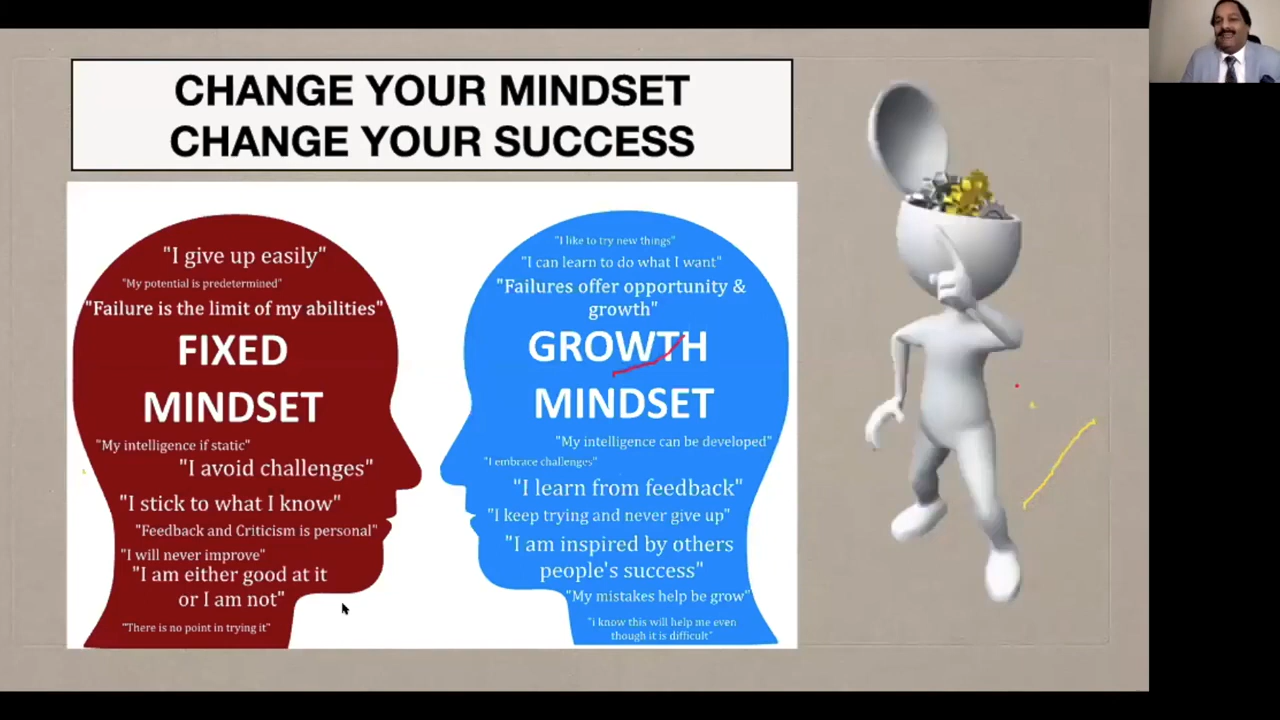 CHANGE YOUR MINDSET
CHANGE YOUR SUCCESS
"I give up easily"
"My potential is predetermined"
"Failure is the limit of my abilities"
FIXED
MINDSET
"My intelligence if static"
"I avoid challenges"
"I stick to what I know"
"Feedback and Criticism is personal"
"I will never improve"
"I am either good at it
or I am not"
"There is no point in trying it"
"I like to try new things"
"I can learn to do what I want"
"Failures offer opportunity &
growth"
GROWTH
MINDSET
"My intelligence can be developed"
"I embrace challenges"
"I learn from feedback"
"I keep trying and never give up"
"I am inspired by others
people's success"
"My mistakes help be grow"
"i know this will help me even
though it is difficult"